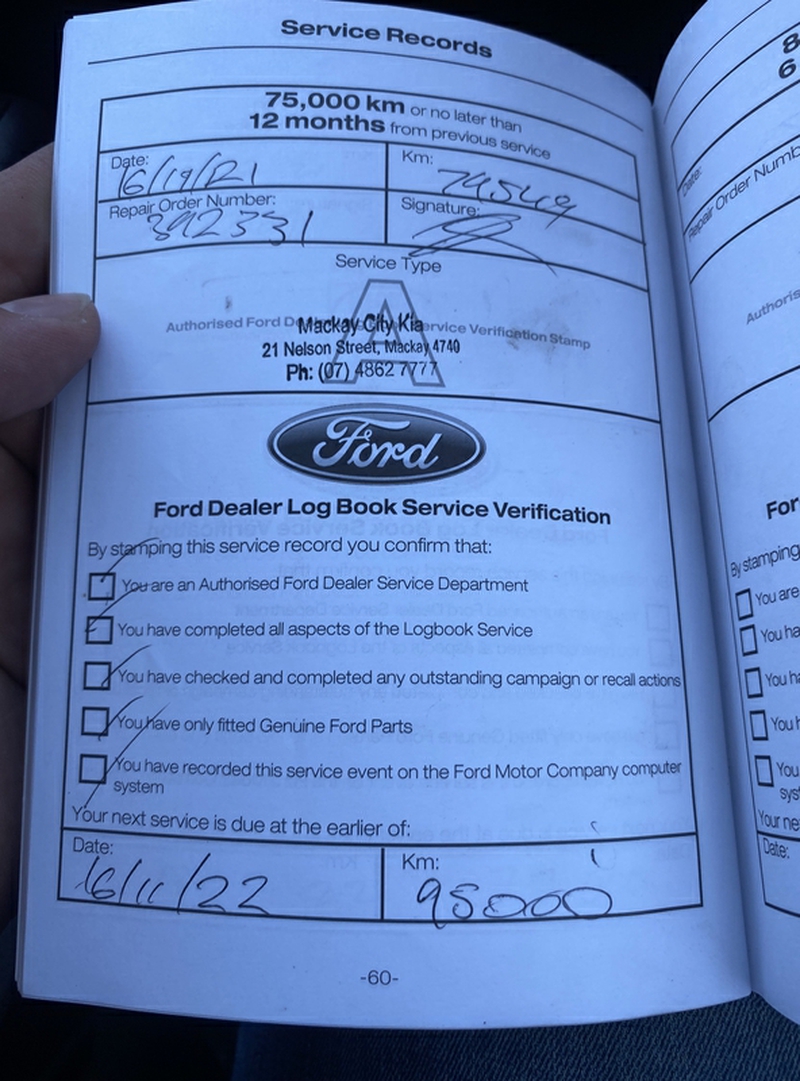 Service Records
75,000 km or no later than
12 months from previous service
Date:
Km:
74549
Repair Order Number:
392331
Signature:
Service Type
A
Authorised Ford Service Verification Stamp
Mackay City Kia
21 Nelson Street, Mackay 4740
Ph: (07) 4862 7777
Ford
Ford Dealer Log Book Service Verification
By stamping this service record you confirm that:
You are an Authorised Ford Dealer Service Department
You have completed all aspects of the Logbook Service
You have checked and completed any outstanding campaign or recall actions
You have only fitted Genuine Ford Parts
You have recorded this service event on the Ford Motor Company computer
system
Your next service is due at the earlier of:
Date:
16/11/22
Km:
95000
-60-
8
6
Date:
Repair Order Numb
Authoris
For
By stamping
You are
You ha
You ha
You h
You
sys
Your ne
Date: